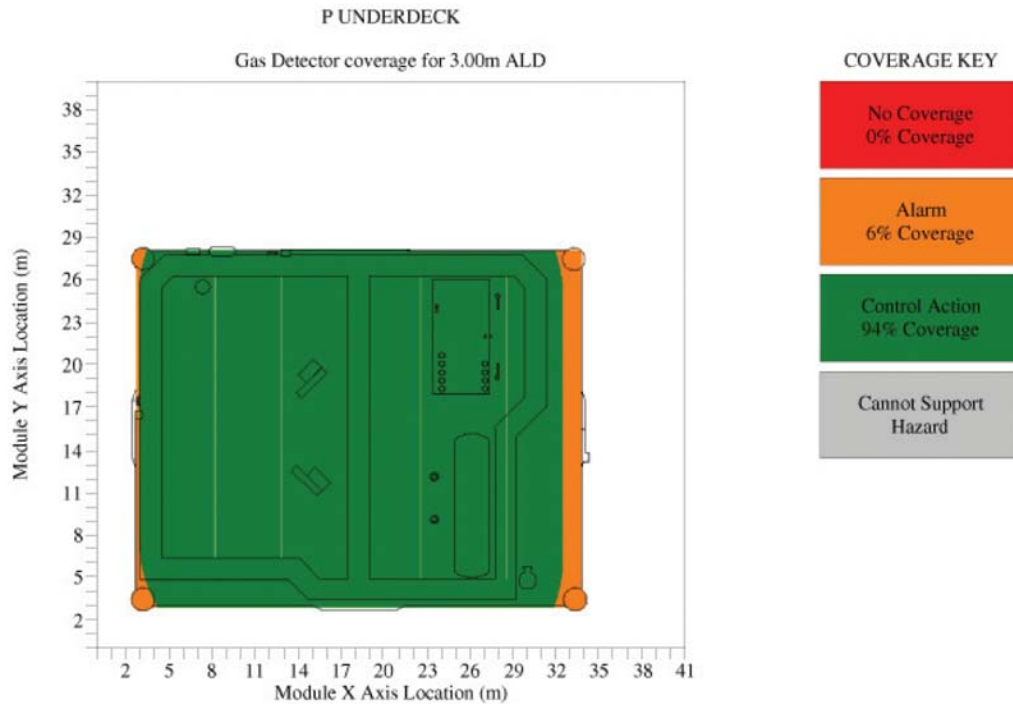 P UNDERDECK
Gas Detector coverage for 3.00m ALD
COVERAGE KEY
No Coverage
0% Coverage
Alarm
6% Coverage
Control Action
94% Coverage
Cannot Support
Hazard
Module Y Axis Location (m)
38
35
32
29
26
23
20
17
14
11
8
5
2
2 5 8 11 14 17 20 23 26 29 32 35 38 41
Module X Axis Location (m)